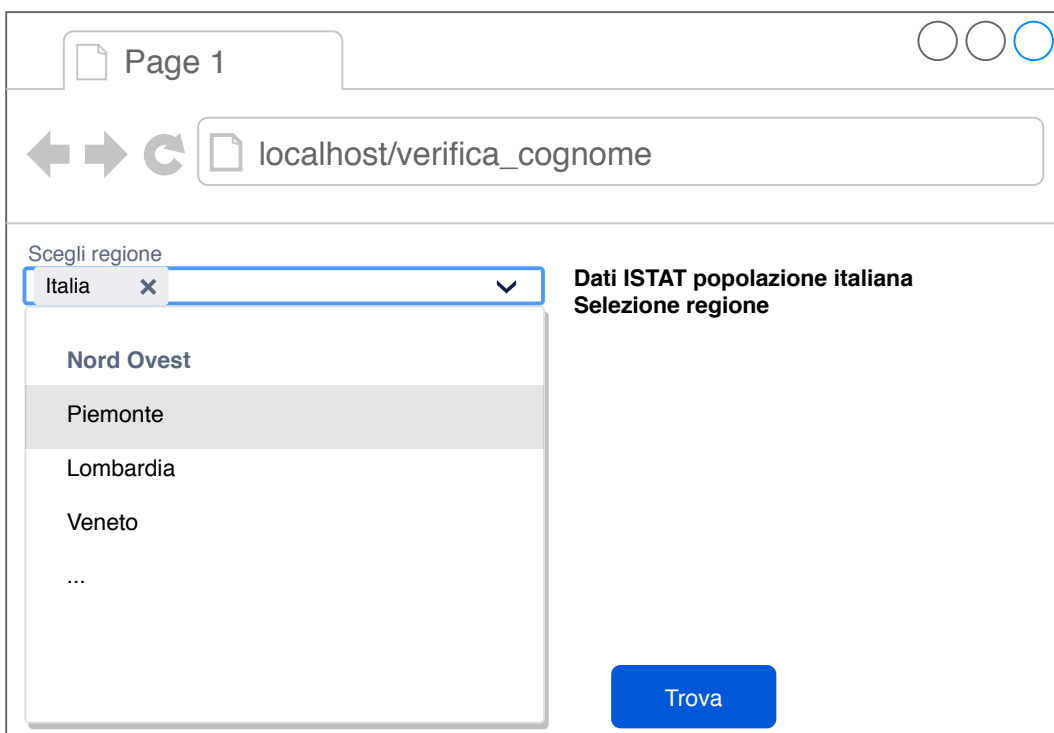 Page 1
localhost/verifica_cognome
Scegli regione
Italia
Dati ISTAT popolazione italiana
Selezione regione
Nord Ovest
Piemonte
Lombardia
Veneto
...
Trova